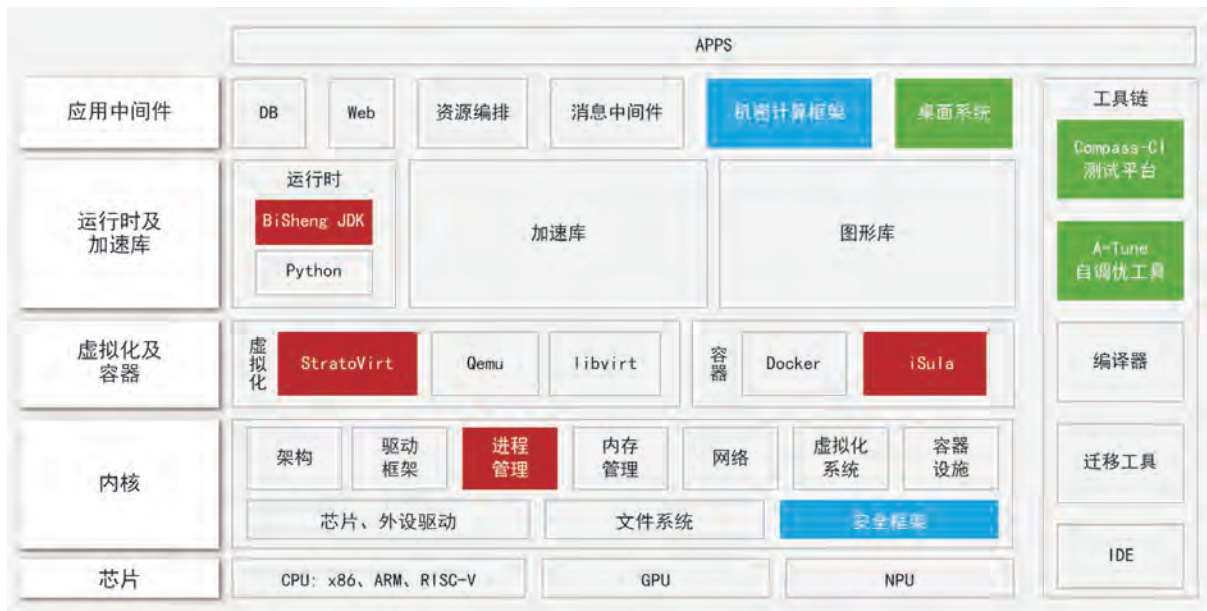 APPS
应用中间件
DB
Web
资源编排
消息中间件
机密计算框架
桌面系统
运行时及
加速库
运行时
BiSheng JDK
Python
加速库
图形库
虚拟化及
容器
虚
拟
化
StratoVirt
Qemu
libvirt
容
器
Docker
iSula
内核
架构
驱动
框架
进程
管理
内存
管理
网络
虚拟化
系统
容器
设施
芯片、外设驱动
文件系统
安全框架
芯片
CPU: x86、ARM、RISC-V
GPU
NPU
工具链
Compass-CI
测试平台
A-Tune
自调优工具
编译器
迁移工具
IDE